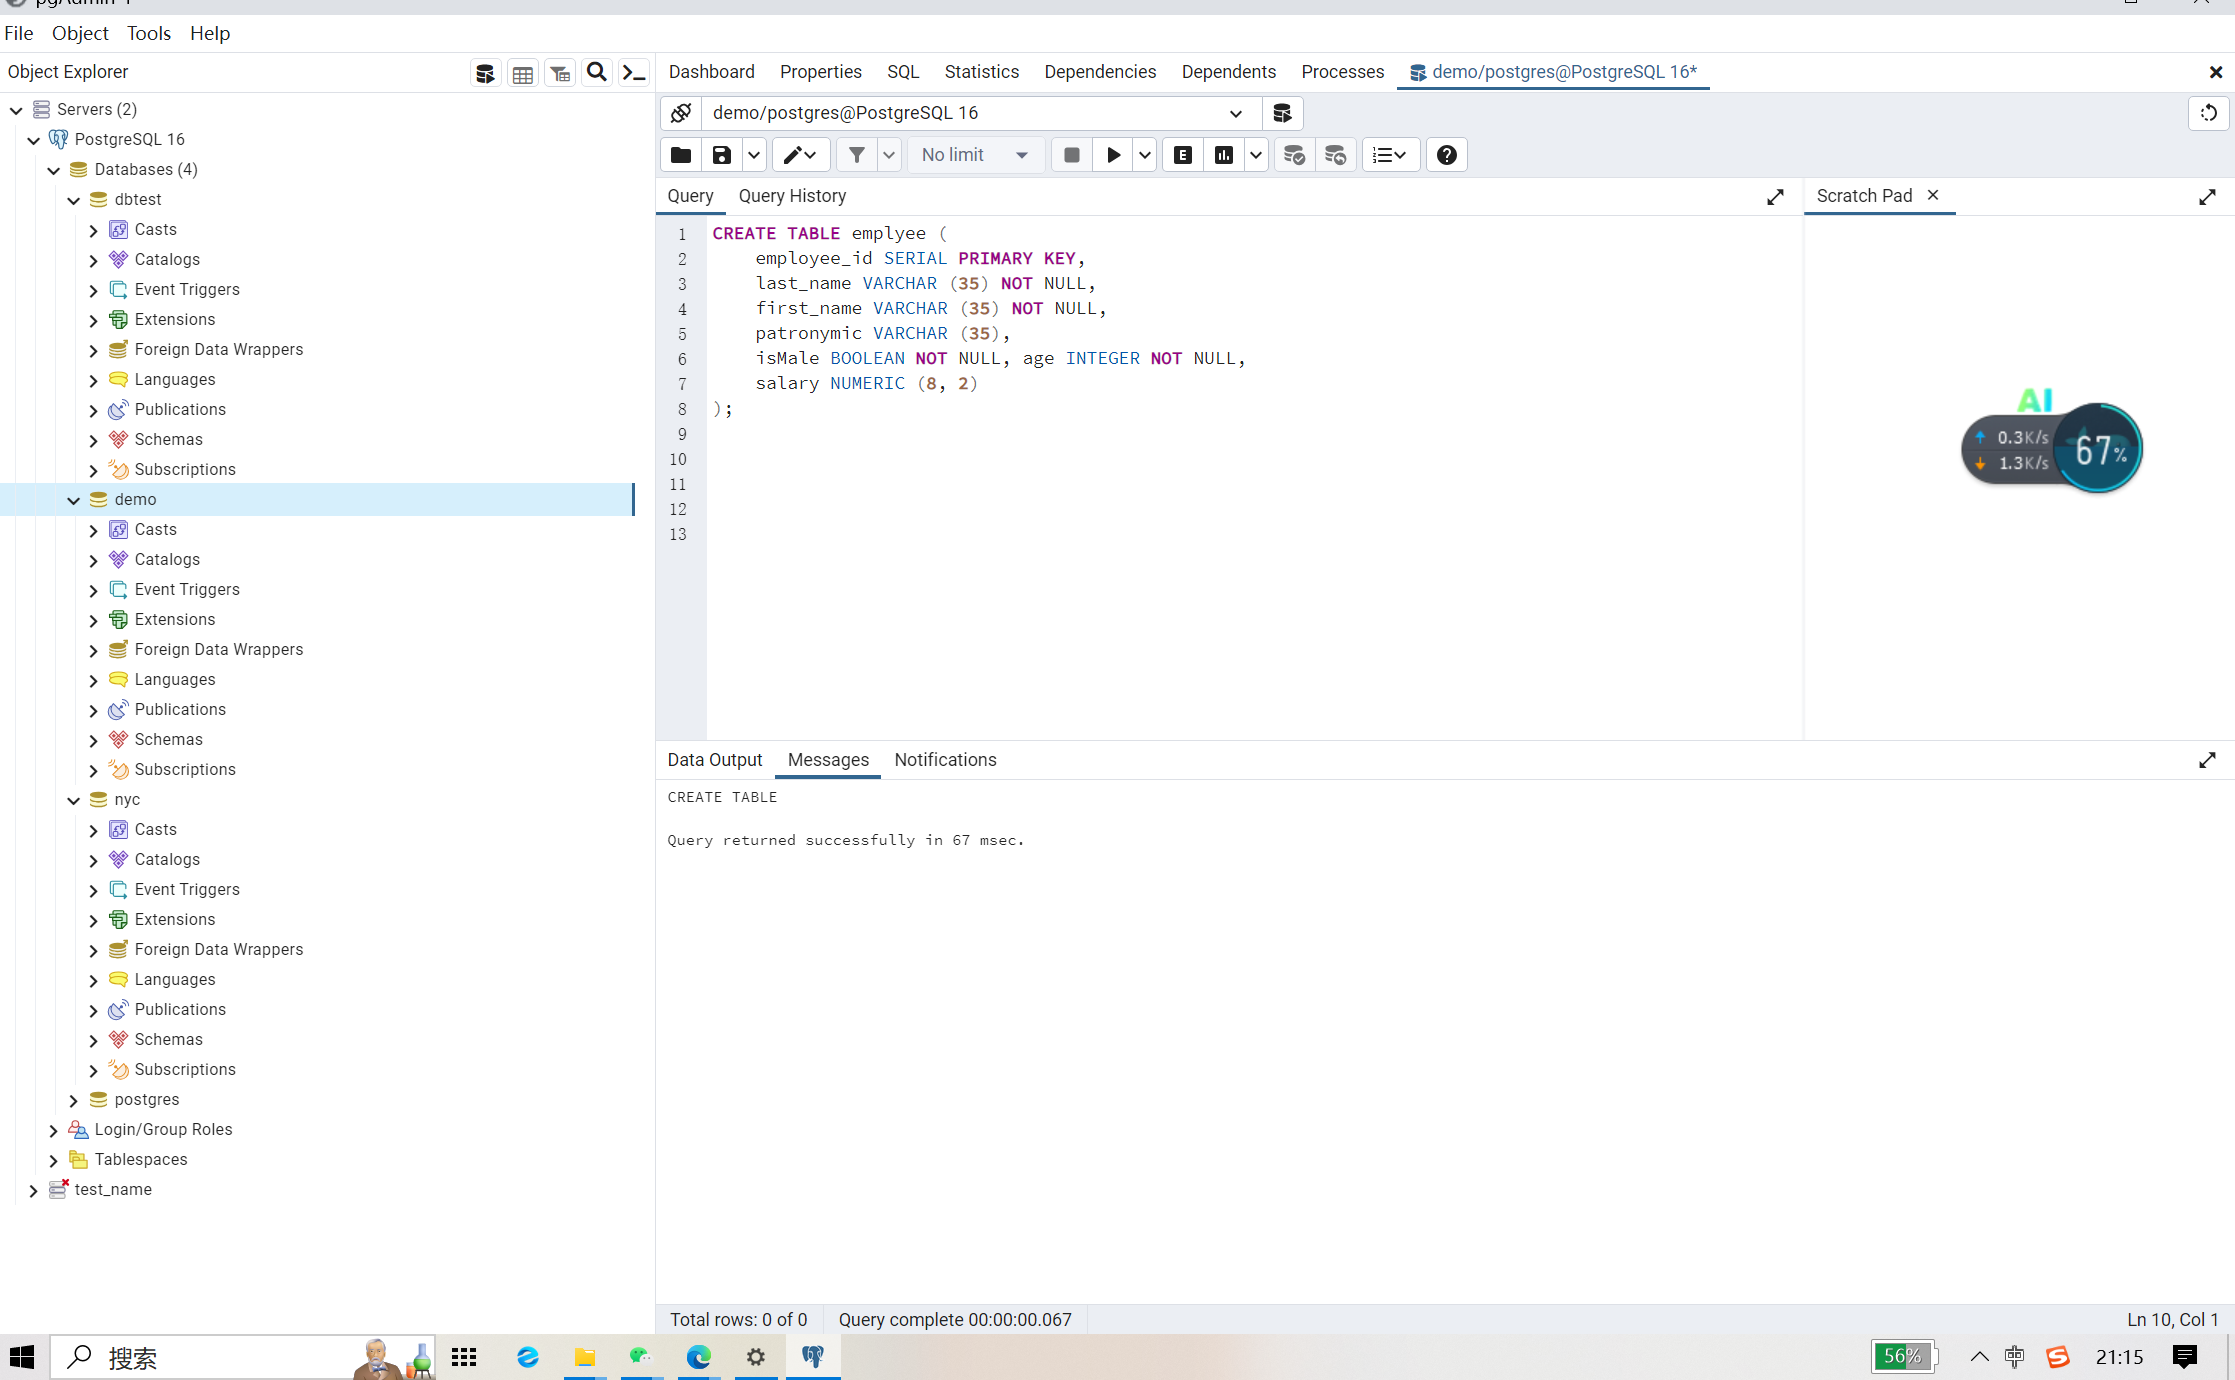 pgAdmin 4
File Object Tools Help
Object Explorer
Dashboard Properties SQL Statistics Dependencies Dependents Processes demo/postgres@PostgreSQL 16*
Servers (2)
PostgreSQL 16
Databases (4)
dbtest
Casts
Catalogs
Event Triggers
Extensions
Foreign Data Wrappers
Languages
Publications
Schemas
Subscriptions
demo
Casts
Catalogs
Event Triggers
Extensions
Foreign Data Wrappers
Languages
Publications
Schemas
Subscriptions
nyc
Casts
Catalogs
Event Triggers
Extensions
Foreign Data Wrappers
Languages
Publications
Schemas
Subscriptions
postgres
Login/Group Roles
Tablespaces
test_name
demo/postgres@PostgreSQL 16
No limit
E
Query Query History
Scratch Pad
1 CREATE TABLE emplyee (
2 employee_id SERIAL PRIMARY KEY,
3 last_name VARCHAR (35) NOT NULL,
4 first_name VARCHAR (35) NOT NULL,
5 patronymic VARCHAR (35),
6 isMale BOOLEAN NOT NULL, age INTEGER NOT NULL,
7 salary NUMERIC (8, 2)
8 );
9
10
11
12
13
AI
0.3K/s
1.3K/s
67%
Data Output Messages Notifications
CREATE TABLE
Query returned successfully in 67 msec.
Total rows: 0 of 0 Query complete 00:00:00.067 Ln 10, Col 1
搜索
56%
中
21:15